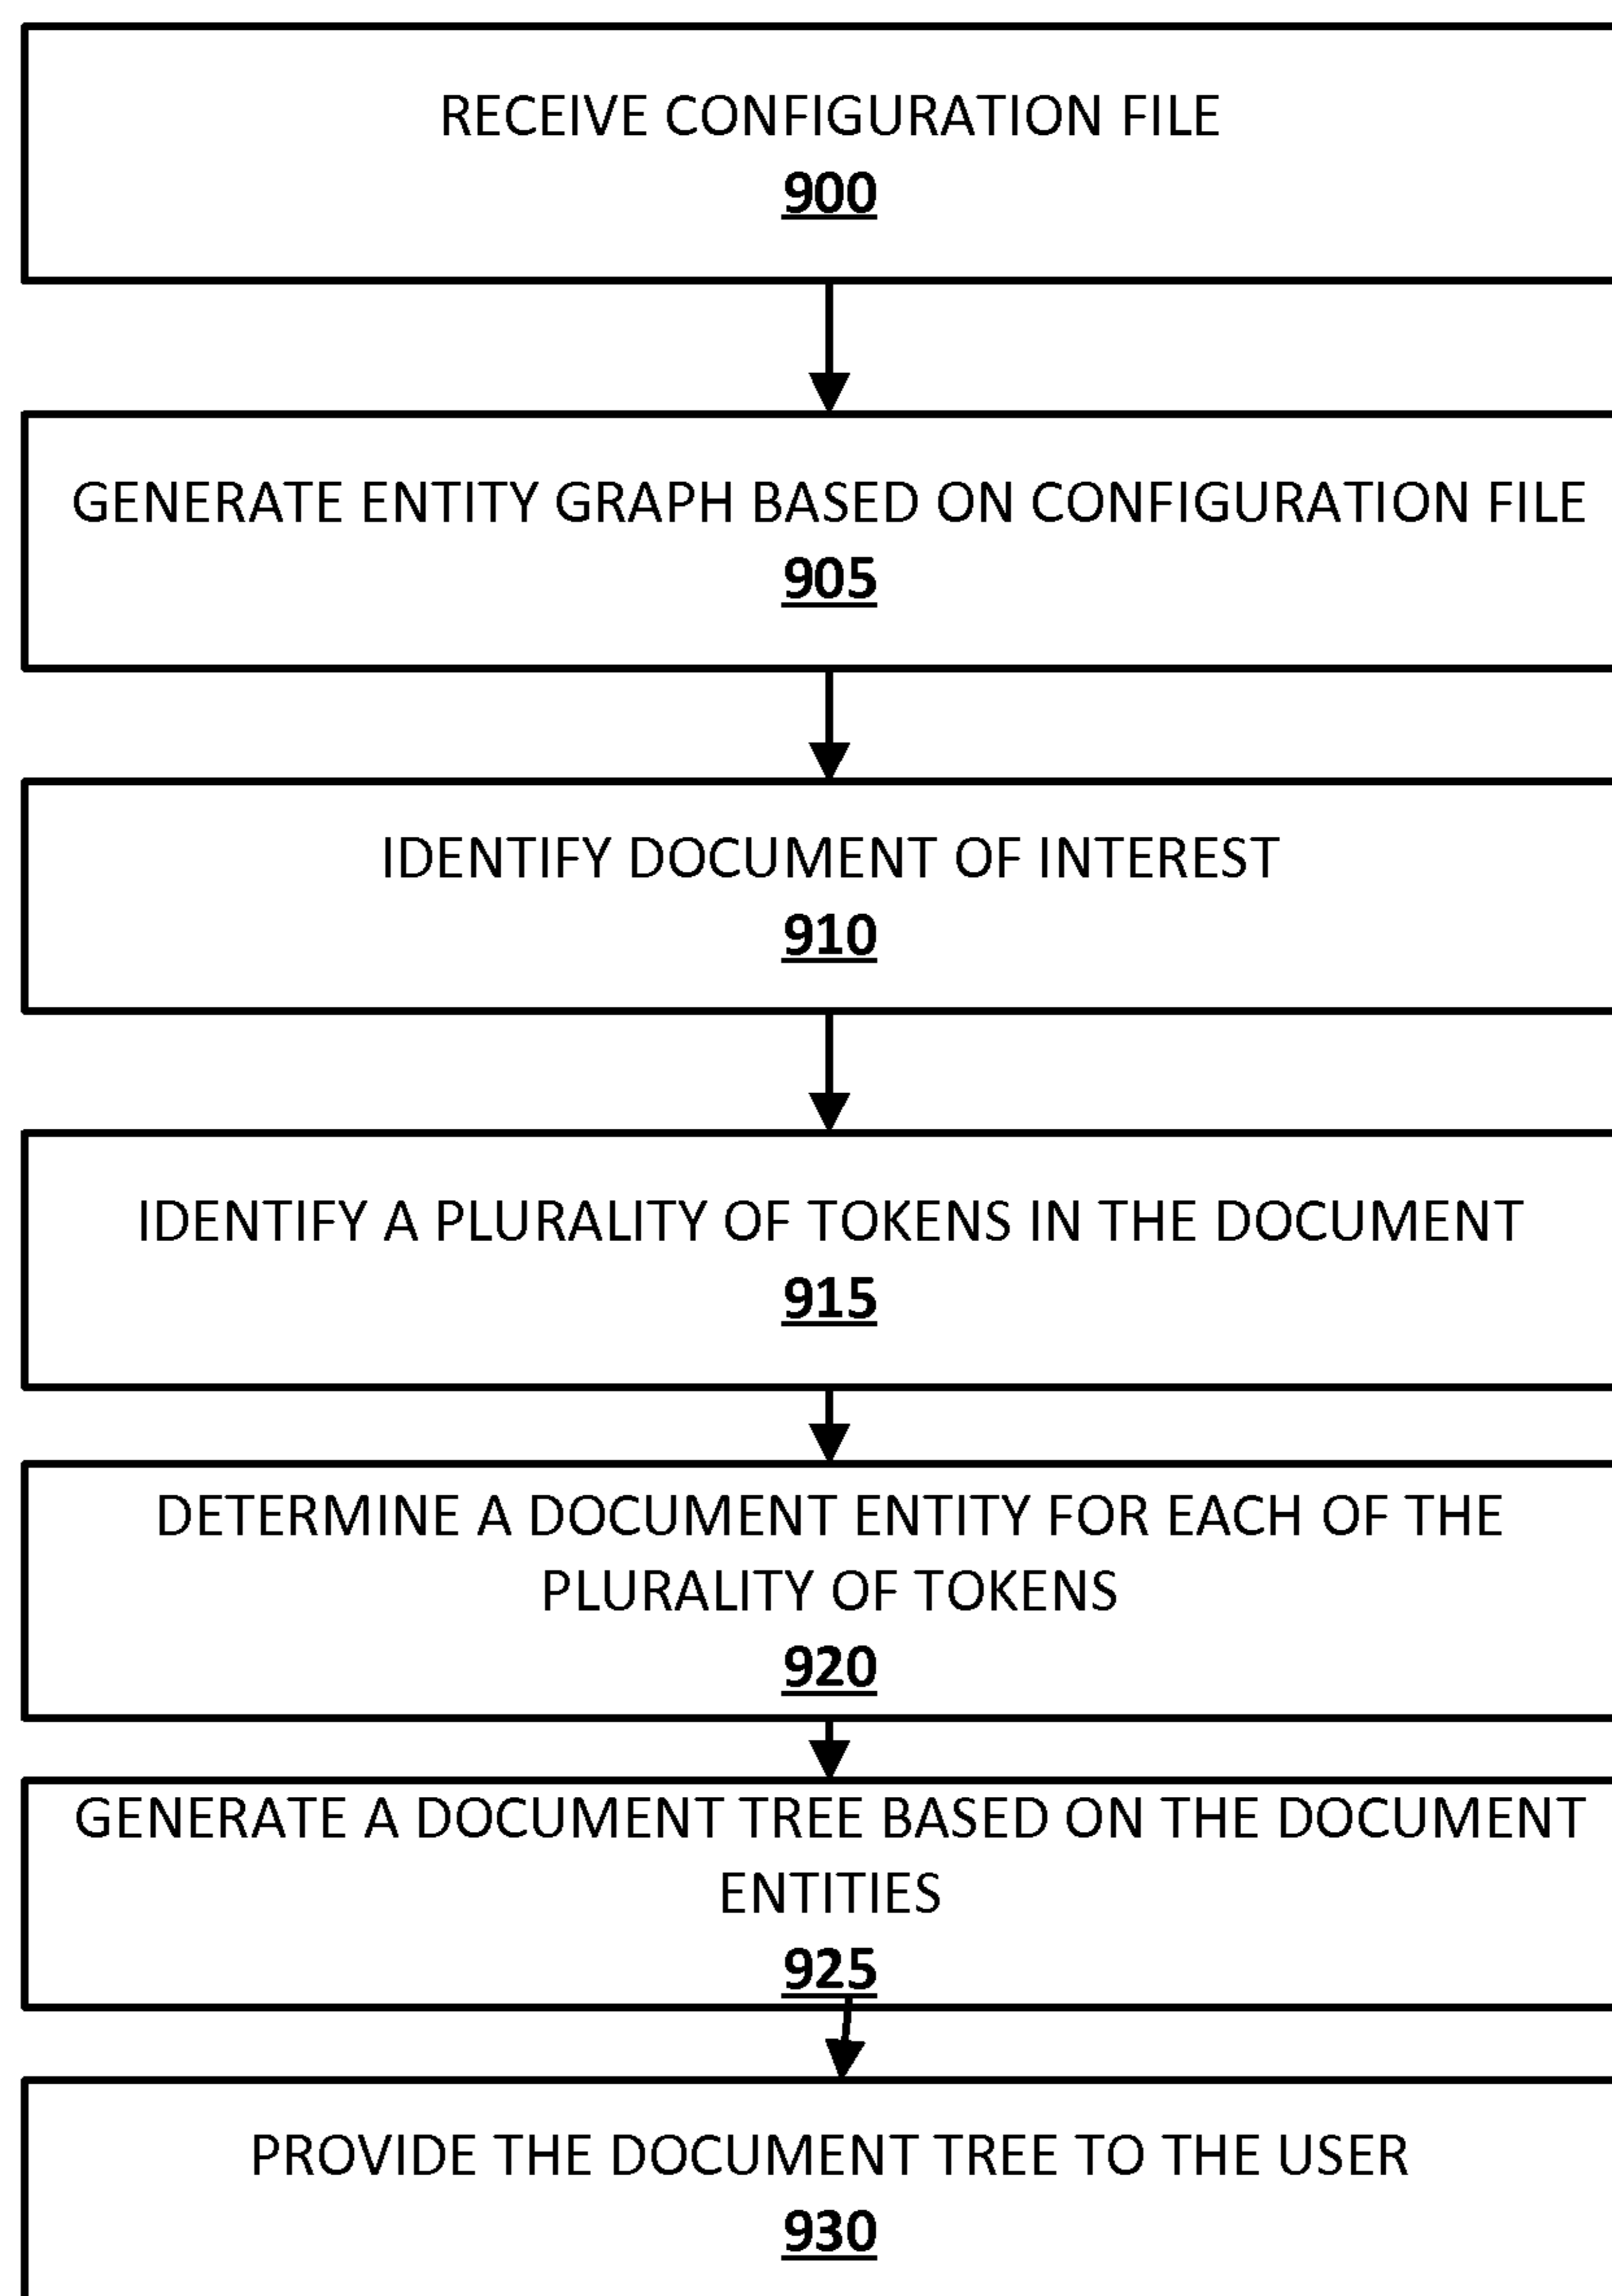 RECEIVE CONFIGURATION FILE
900
GENERATE ENTITY GRAPH BASED ON CONFIGURATION FILE
905
IDENTIFY DOCUMENT OF INTEREST
910
IDENTIFY A PLURALITY OF TOKENS IN THE DOCUMENT
915
DETERMINE A DOCUMENT ENTITY FOR EACH OF THE
PLURALITY OF TOKENS
920
GENERATE A DOCUMENT TREE BASED ON THE DOCUMENT
ENTITIES
925
PROVIDE THE DOCUMENT TREE TO THE USER
930